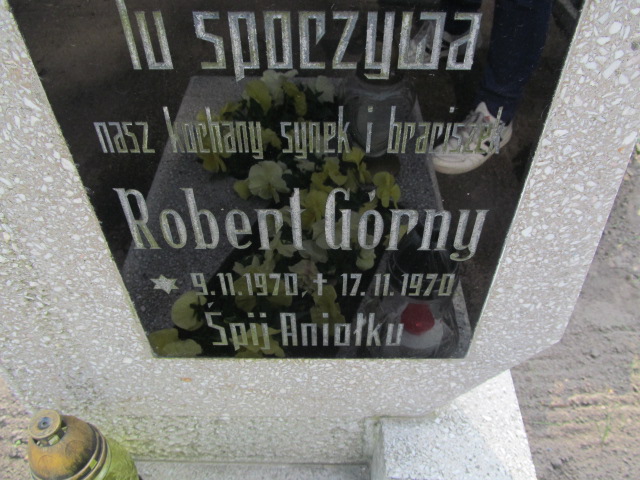 Tu spoczywa
nasz kochany synek i braciszek
Robert Górny
9.11.1970, + 17.11.1970
Śpij Aniołku